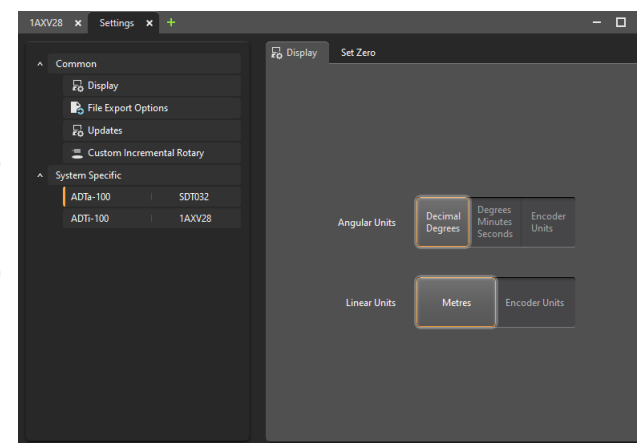 1AXV28
Settings
Common
Display
File Export Options
Updates
Custom Incremental Rotary
System Specific
ADTa-100 SDT032
ADTi-100 1AXV28
Display Set Zero
Angular Units
Decimal
Degrees
Degrees
Minutes
Seconds
Encoder
Units
Linear Units
Metres
Encoder Units